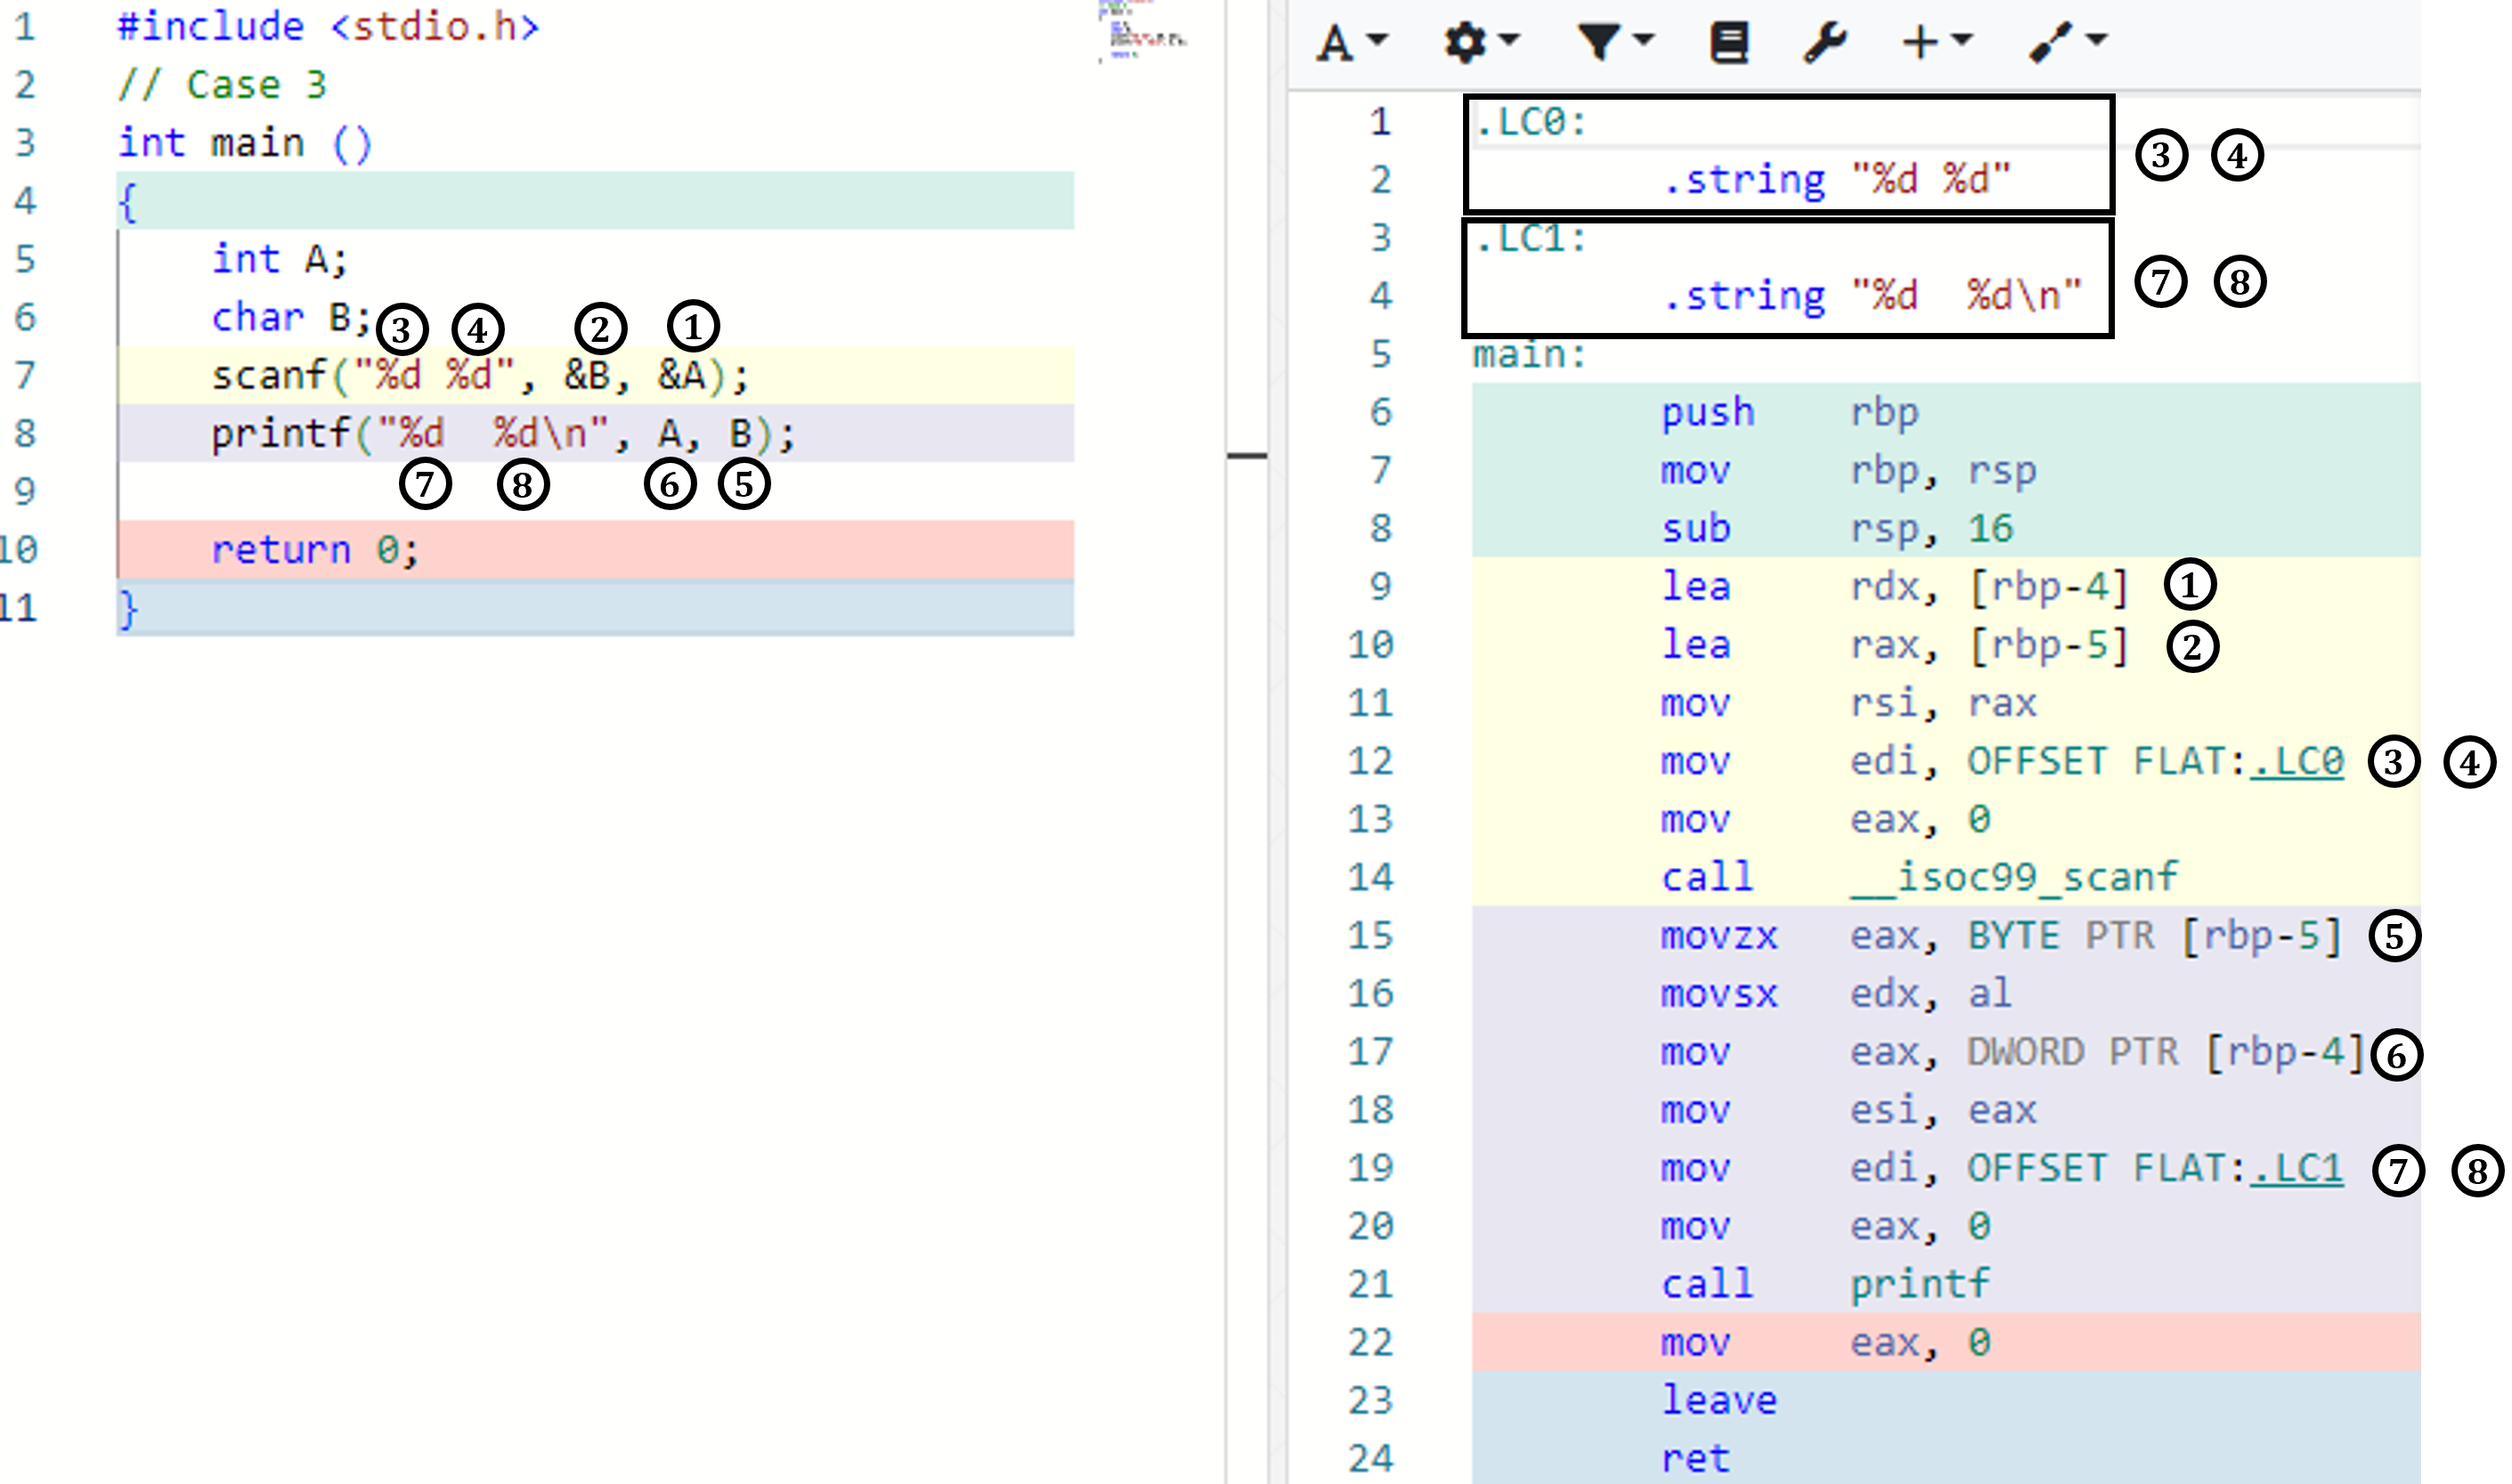 1 #include <stdio.h>
2 // Case 3
3 int main ()
4 {
5 int A;
6 char B;
③ ④ ② ①
7 scanf("%d %d", &B, &A);
8 printf("%d  %d\n", A, B);
⑦ ⑧ ⑥ ⑤
9
10 return 0;
11 }
A
1 .LC0:
③ ④
2 .string "%d %d"
3 .LC1:
⑦ ⑧
4 .string "%d  %d\n"
5 main:
6 push rbp
7 mov rbp, rsp
8 sub rsp, 16
9 lea rdx, [rbp-4] ①
10 lea rax, [rbp-5] ②
11 mov rsi, rax
12 mov edi, OFFSET FLAT:.LC0 ③ ④
13 mov eax, 0
14 call __isoc99_scanf
15 movzx eax, BYTE PTR [rbp-5] ⑤
16 movsx edx, al
17 mov eax, DWORD PTR [rbp-4] ⑥
18 mov esi, eax
19 mov edi, OFFSET FLAT:.LC1 ⑦ ⑧
20 mov eax, 0
21 call printf
22 mov eax, 0
23 leave
24 ret